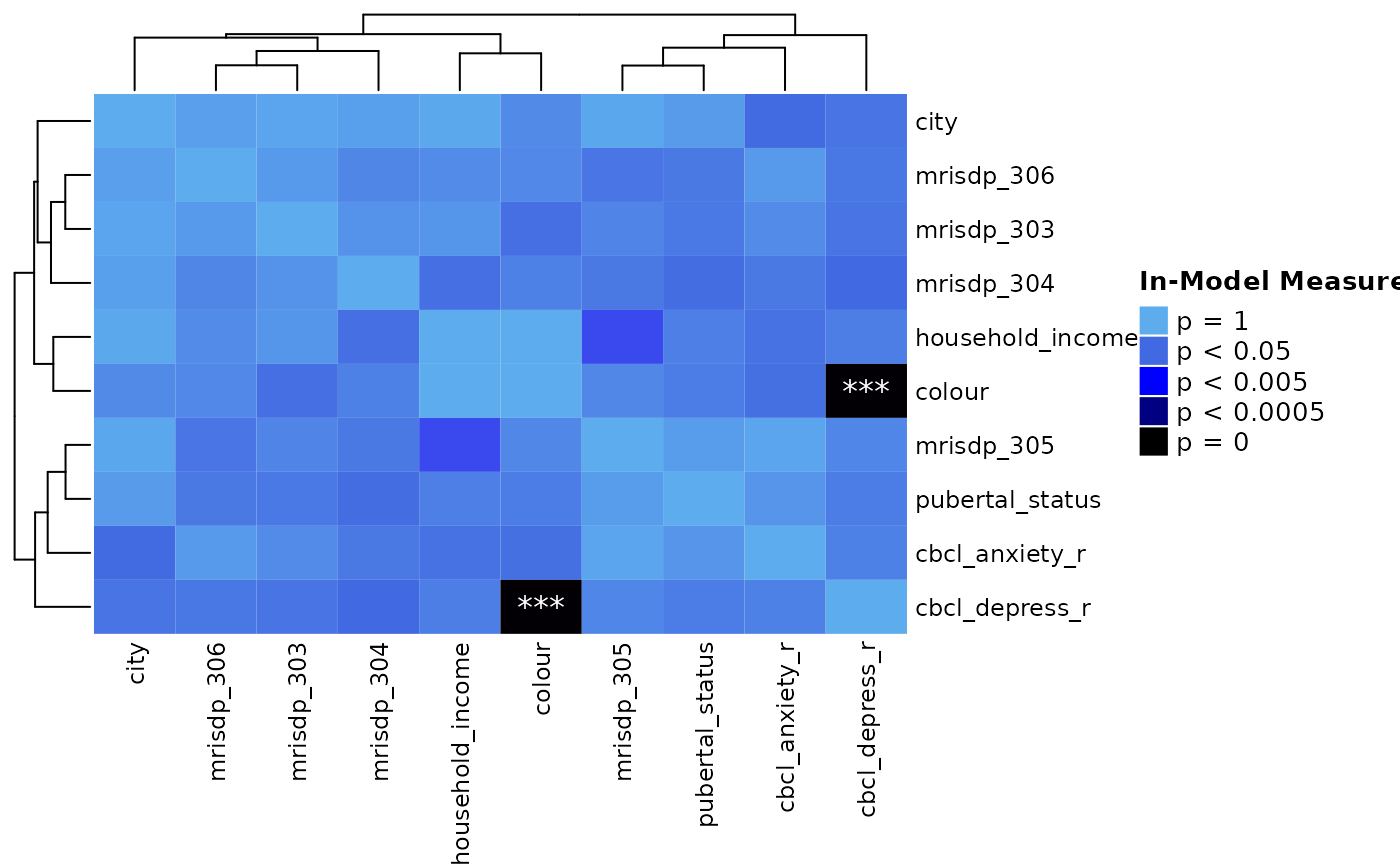 city
mrisdp_306
mrisdp_303
mrisdp_304
household_income
***
colour
mrisdp_305
pubertal_status
cbcl_anxiety_r
***
cbcl_depress_r
In-Model Measure
p = 1
p < 0.05
p < 0.005
p < 0.0005
p = 0
city
mrisdp_306
mrisdp_303
mrisdp_304
household_income
colour
mrisdp_305
pubertal_status
cbcl_anxiety_r
cbcl_depress_r